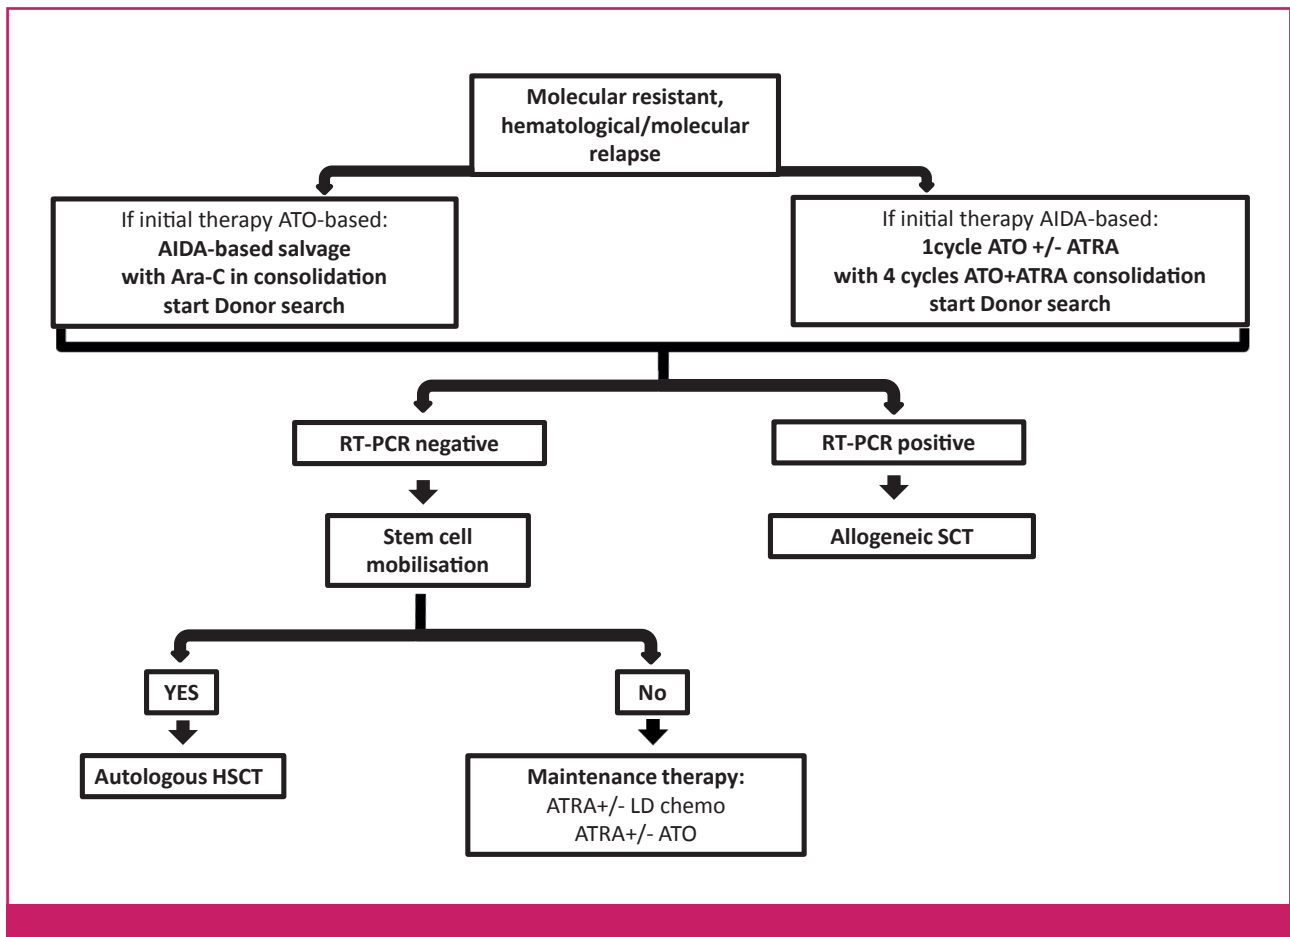 Molecular resistant,
hematological/molecular
relapse
If initial therapy ATO-based:
AIDA-based salvage
with Ara-C in consolidation
start Donor search
If initial therapy AIDA-based:
1cycle ATO +/- ATRA
with 4 cycles ATO+ATRA consolidation
start Donor search
RT-PCR negative
RT-PCR positive
Stem cell
mobilisation
Allogeneic SCT
YES
No
Autologous HSCT
Maintenance therapy:
ATRA+/- LD chemo
ATRA+/- ATO